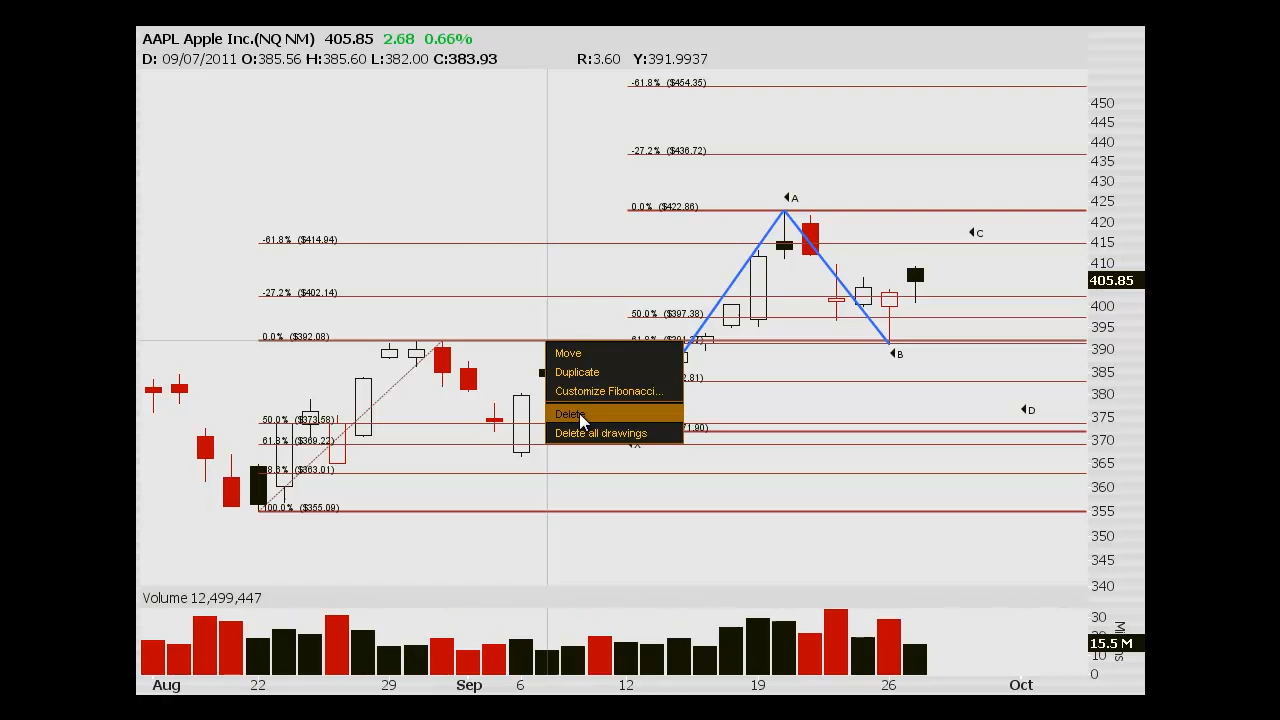 AAPL Apple Inc.(NQ NM) 405.85 2.68 0.66%
D: 09/07/2011 O:385.56 H:385.60 L:382.00 C:383.93 R:3.60 Y:391.9937
-61.8% ($454.35)
450
445
440
-27.2% ($436.72)
435
430
425
A
0.0% ($422.86)
420
C
-61.8% ($414.94)
415
410
405.85
-27.2% ($402.14)
400
50.0% ($397.38)
395
0.0% ($392.08)
390
B
Move
385
Duplicate
380
Customize Fibonacci...
375
D
Delete
50.0% ($373.58)
Delete all drawings
370
61.8% ($369.22)
365
($363.01)
360
100.0% ($355.09)
355
350
345
340
Volume 12,499,447
30
15.5 M
10
0
Aug 22 29 Sep 6 12 19 26 Oct